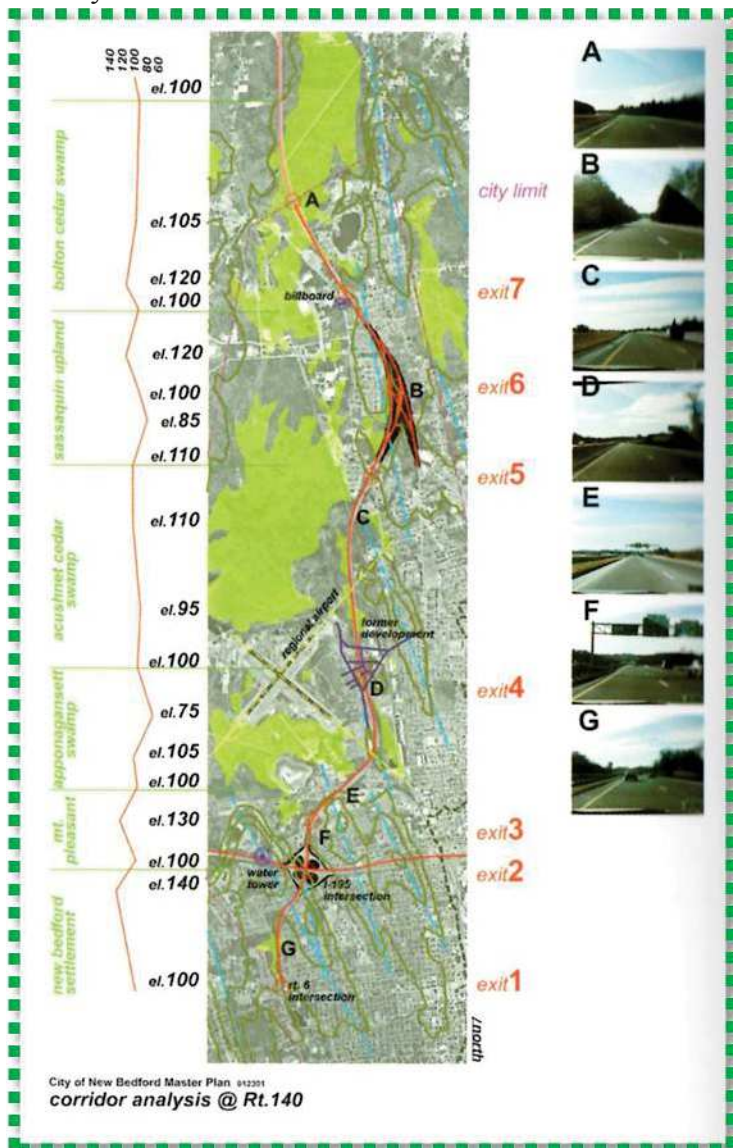 140
120
100
80
60
el.100
bolton cedar swamp
el.105
el.120
el.100
sassaquin upland
el.120
el.100
el.85
el.110
acushnet cedar
swamp
el.110
el.95
el.100
apponagansett
swamp
el.75
el.105
el.100
mt.
pleasant
el.130
el.100
new bedford
settlement
el.140
el.100
A
billboard
B
C
regional airport
former
development
D
E
F
water
tower
I-195
intersection
G
rt. 6
intersection
north
city limit
exit7
exit6
exit5
exit4
exit3
exit2
exit1
A
B
C
D
E
F
G
City of New Bedford Master Plan 012301
corridor analysis @ Rt.140